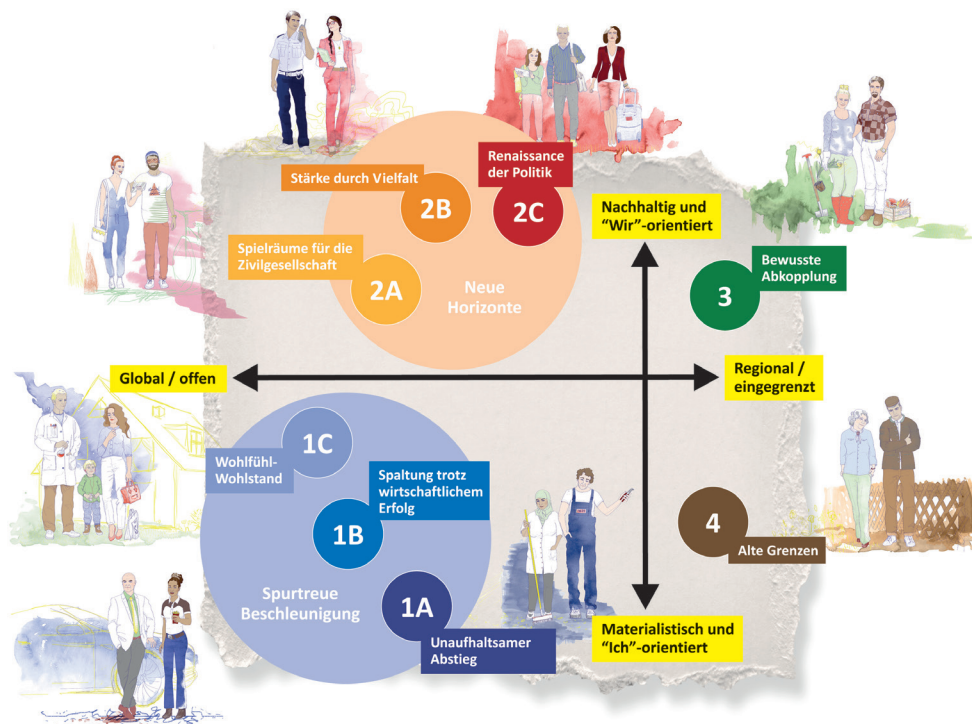 Stärke durch Vielfalt
2B
Renaissance
der Politik
2C
Nachhaltig und
“Wir”-orientiert
Spielräume für die
Zivilgesellschaft
2A
Neue
Horizonte
3
Bewusste
Abkopplung
Global / offen
Regional /
eingegrenzt
1C
Wohlfühl-
Wohlstand
Spaltung trotz
wirtschaftlichem
Erfolg
1B
4
Alte Grenzen
Spurtreue
Beschleunigung
1A
Unaufhaltsamer
Abstieg
Materialistisch und
“Ich”-orientiert